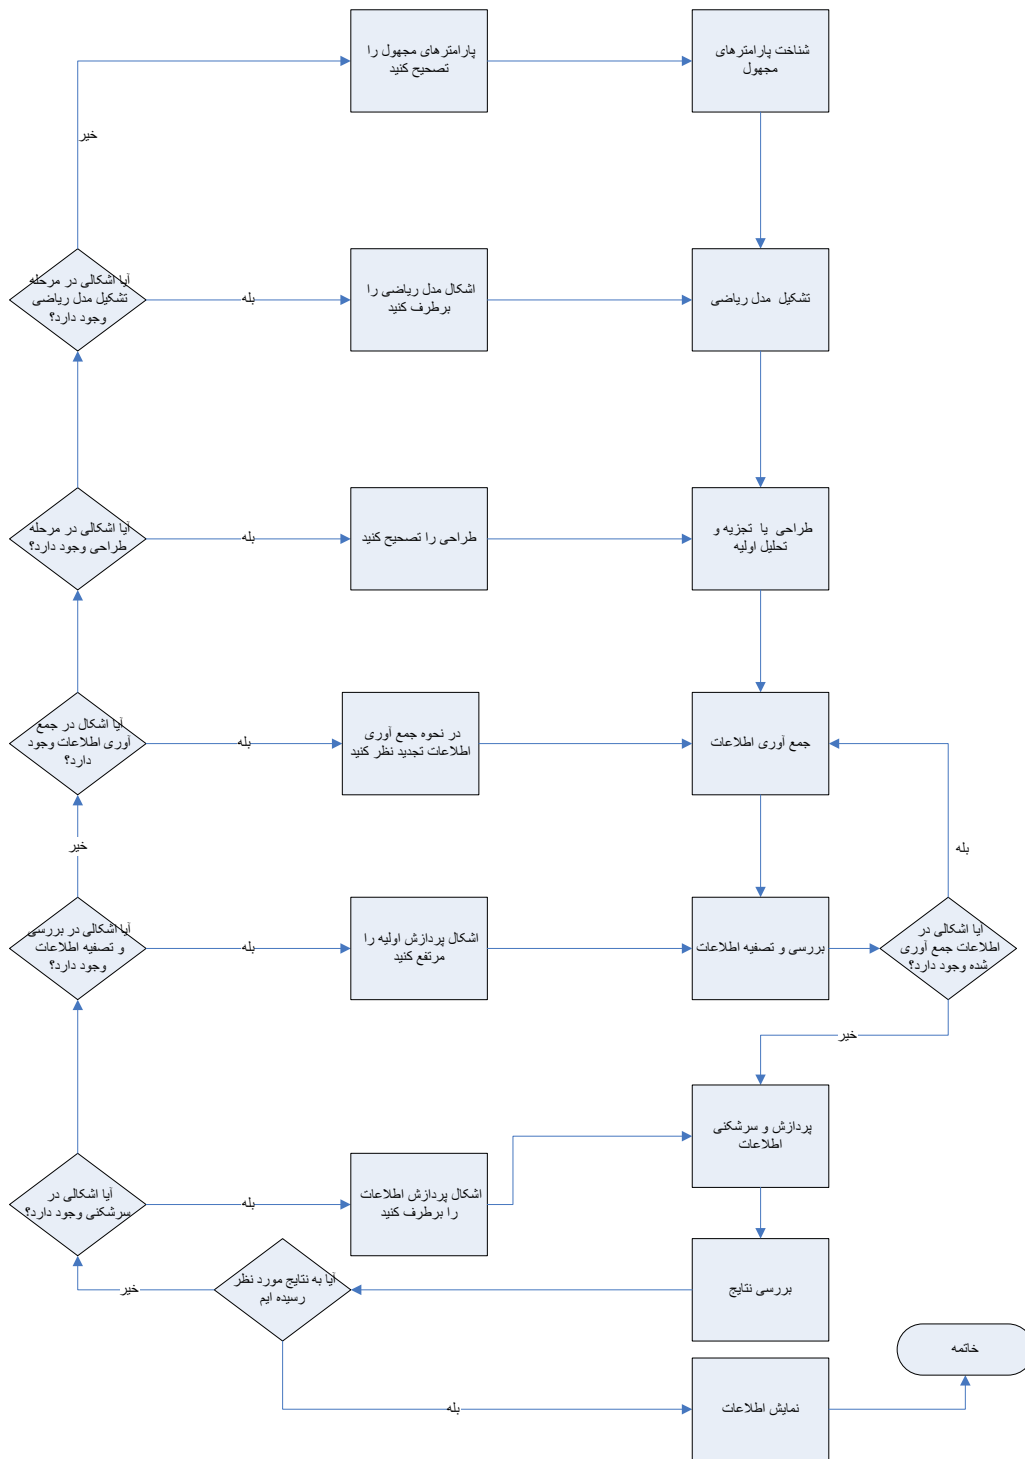 شناخت پارامترهای
مجهول
پارامترهای مجهول را
تصحیح کنید
خیر
تشکیل مدل ریاضی
اشکال مدل ریاضی را
برطرف کنید
بله
آیا اشکالی در مرحله
تشکیل مدل ریاضی
وجود دارد؟
طراحی یا تجزیه و
تحلیل اولیه
طراحی را تصحیح کنید
بله
آیا اشکالی در مرحله
طراحی وجود دارد؟
جمع آوری اطلاعات
در نحوه جمع آوری
اطلاعات تجدید نظر کنید
بله
آیا اشکال در جمع
آوری اطلاعات وجود
دارد؟
بله
خیر
آیا اشکالی در
اطلاعات جمع آوری
شده وجود دارد؟
بررسی و تصفیه اطلاعات
اشکال پردازش اولیه را
مرتفع کنید
بله
آیا اشکالی در بررسی
و تصفیه اطلاعات
وجود دارد؟
خیر
پردازش و سرشکنی
اطلاعات
اشکال پردازش اطلاعات
را برطرف کنید
بله
آیا اشکالی در
سرشکنی وجود دارد؟
بررسی نتایج
آیا به نتایج مورد نظر
رسیده ایم
خیر
خاتمه
نمایش اطلاعات
بله